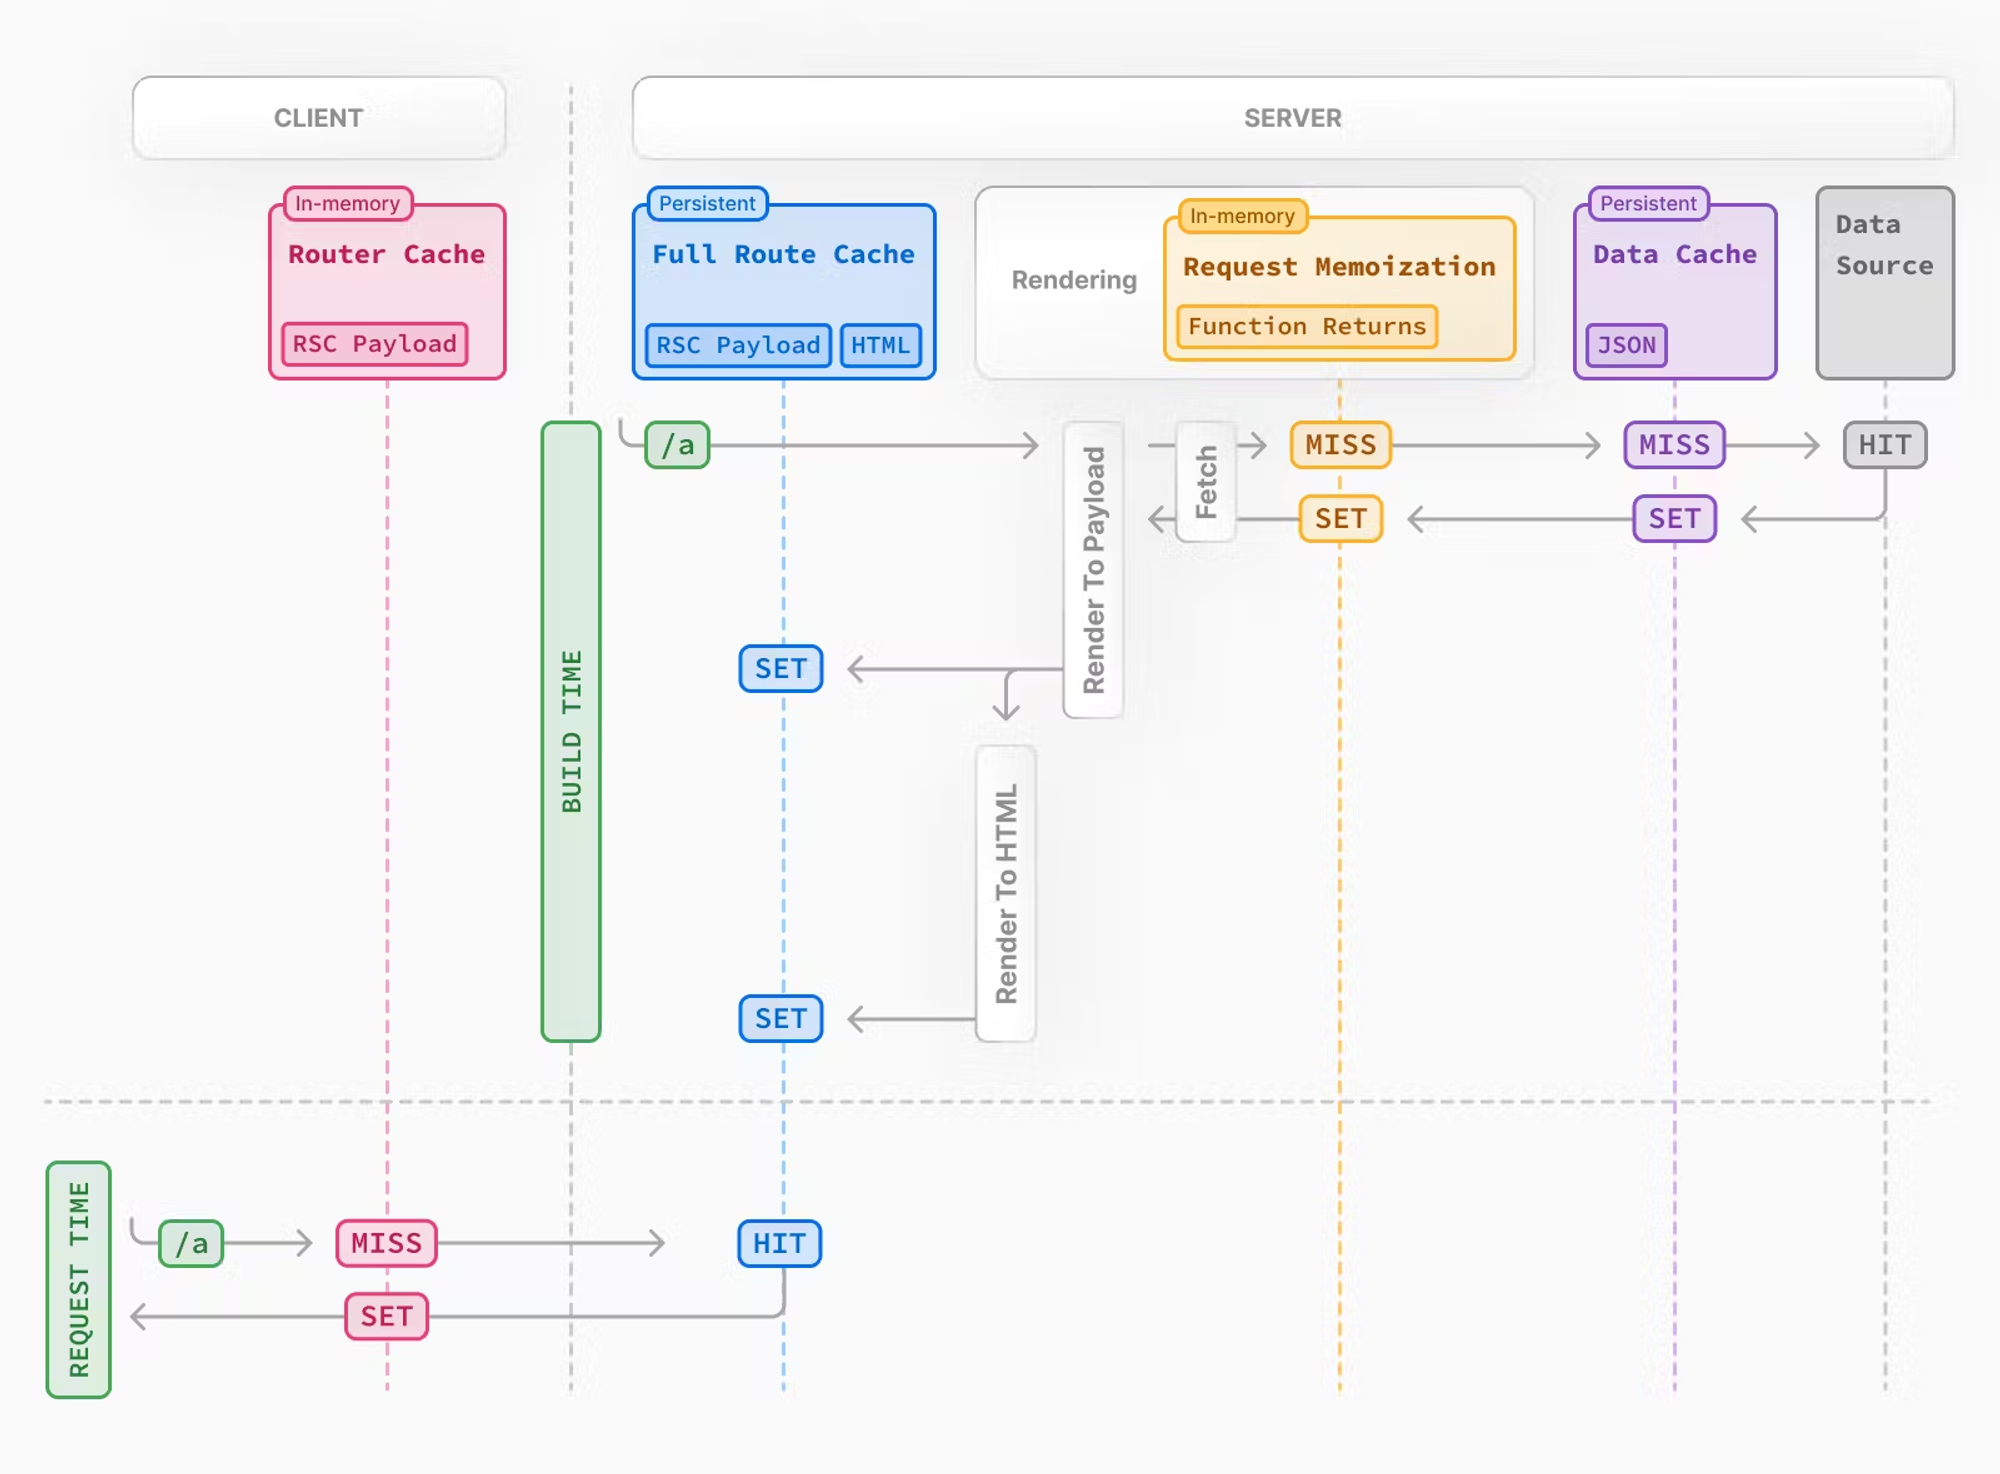 CLIENT
SERVER
In-memory
Router Cache
RSC Payload
Persistent
Full Route Cache
RSC Payload
HTML
Rendering
In-memory
Request Memoization
Function Returns
Persistent
Data Cache
JSON
Data
Source
BUILD TIME
/a
Render To Payload
Fetch
MISS
MISS
HIT
SET
SET
SET
Render To HTML
SET
REQUEST TIME
/a
MISS
HIT
SET